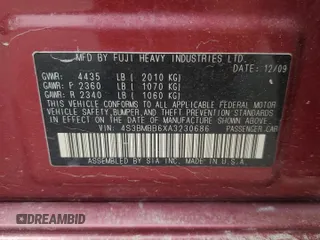 MFD BY FUJI HEAVY INDUSTRIES LTD.
DATE: 12/09
GVWR 4435 LB ( 2010 KG)
GAWR F 2360 LB ( 1070 KG)
GAWR R 2340 LB ( 1060 KG)
THIS VEHICLE CONFORMS TO ALL APPLICABLE
FEDERAL MOTOR VEHICLE SAFETY, BUMPER, AND THEFT PREVENTION STANDARDS
IN EFFECT ON THE DATE OF MANUFACTURE SHOWN ABOVE.
VIN: 4S3BMBB6XA3230686 PASSENGER CAR
ASSEMBLED BY SIA INC. MADE IN U.S.A.
DREAMBID